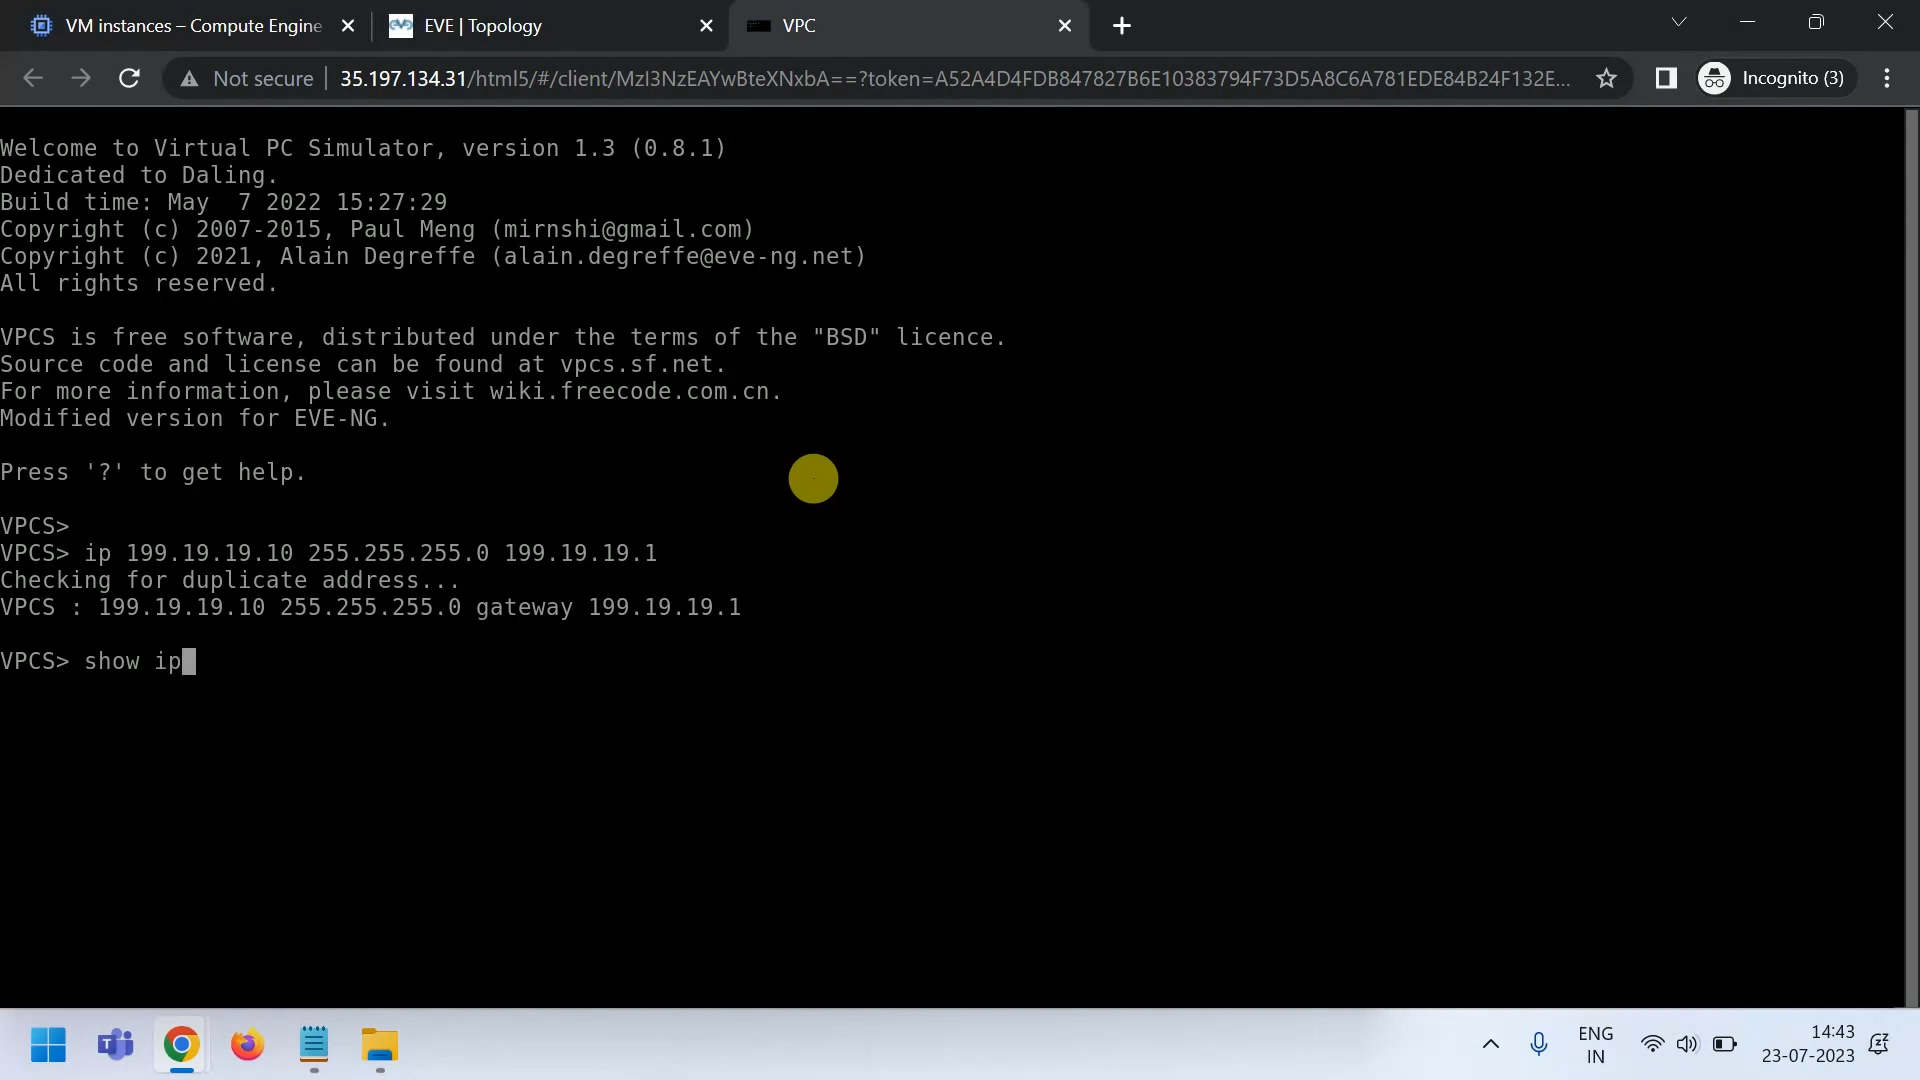 VM instances – Compute Engine
EVE | Topology
VPC
Not secure
35.197.134.31/html5/#/client/MzI3NzEAYwBteXNxbA==?token=A52A4D4FDB847827B6E10383794F73D5A8C6A781EDE84B24F132E...
Incognito (3)
Welcome to Virtual PC Simulator, version 1.3 (0.8.1)
Dedicated to Daling.
Build time: May  7 2022 15:27:29
Copyright (c) 2007-2015, Paul Meng (mirnshi@gmail.com)
Copyright (c) 2021, Alain Degreffe (alain.degreffe@eve-ng.net)
All rights reserved.
VPCS is free software, distributed under the terms of the "BSD" licence.
Source code and license can be found at vpcs.sf.net.
For more information, please visit wiki.freecode.com.cn.
Modified version for EVE-NG.
Press '?' to get help.
VPCS>
VPCS> ip 199.19.19.10 255.255.255.0 199.19.19.1
Checking for duplicate address...
VPCS : 199.19.19.10 255.255.255.0 gateway 199.19.19.1
VPCS> show ip
ENG
IN
14:43
23-07-2023